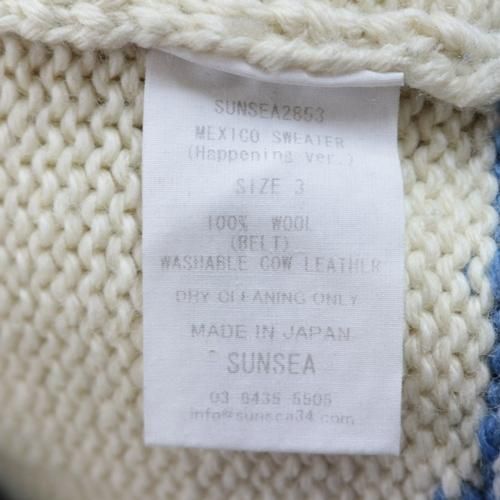 SUNSEA2853
MEXICO SWEATER
(Happening ver.)
SIZE 3
100% WOOL
(BELT)
WASHABLE COW LEATHER
DRY CLEANING ONLY
MADE IN JAPAN
SUNSEA
03 6435 5505
info@sunsea34.com